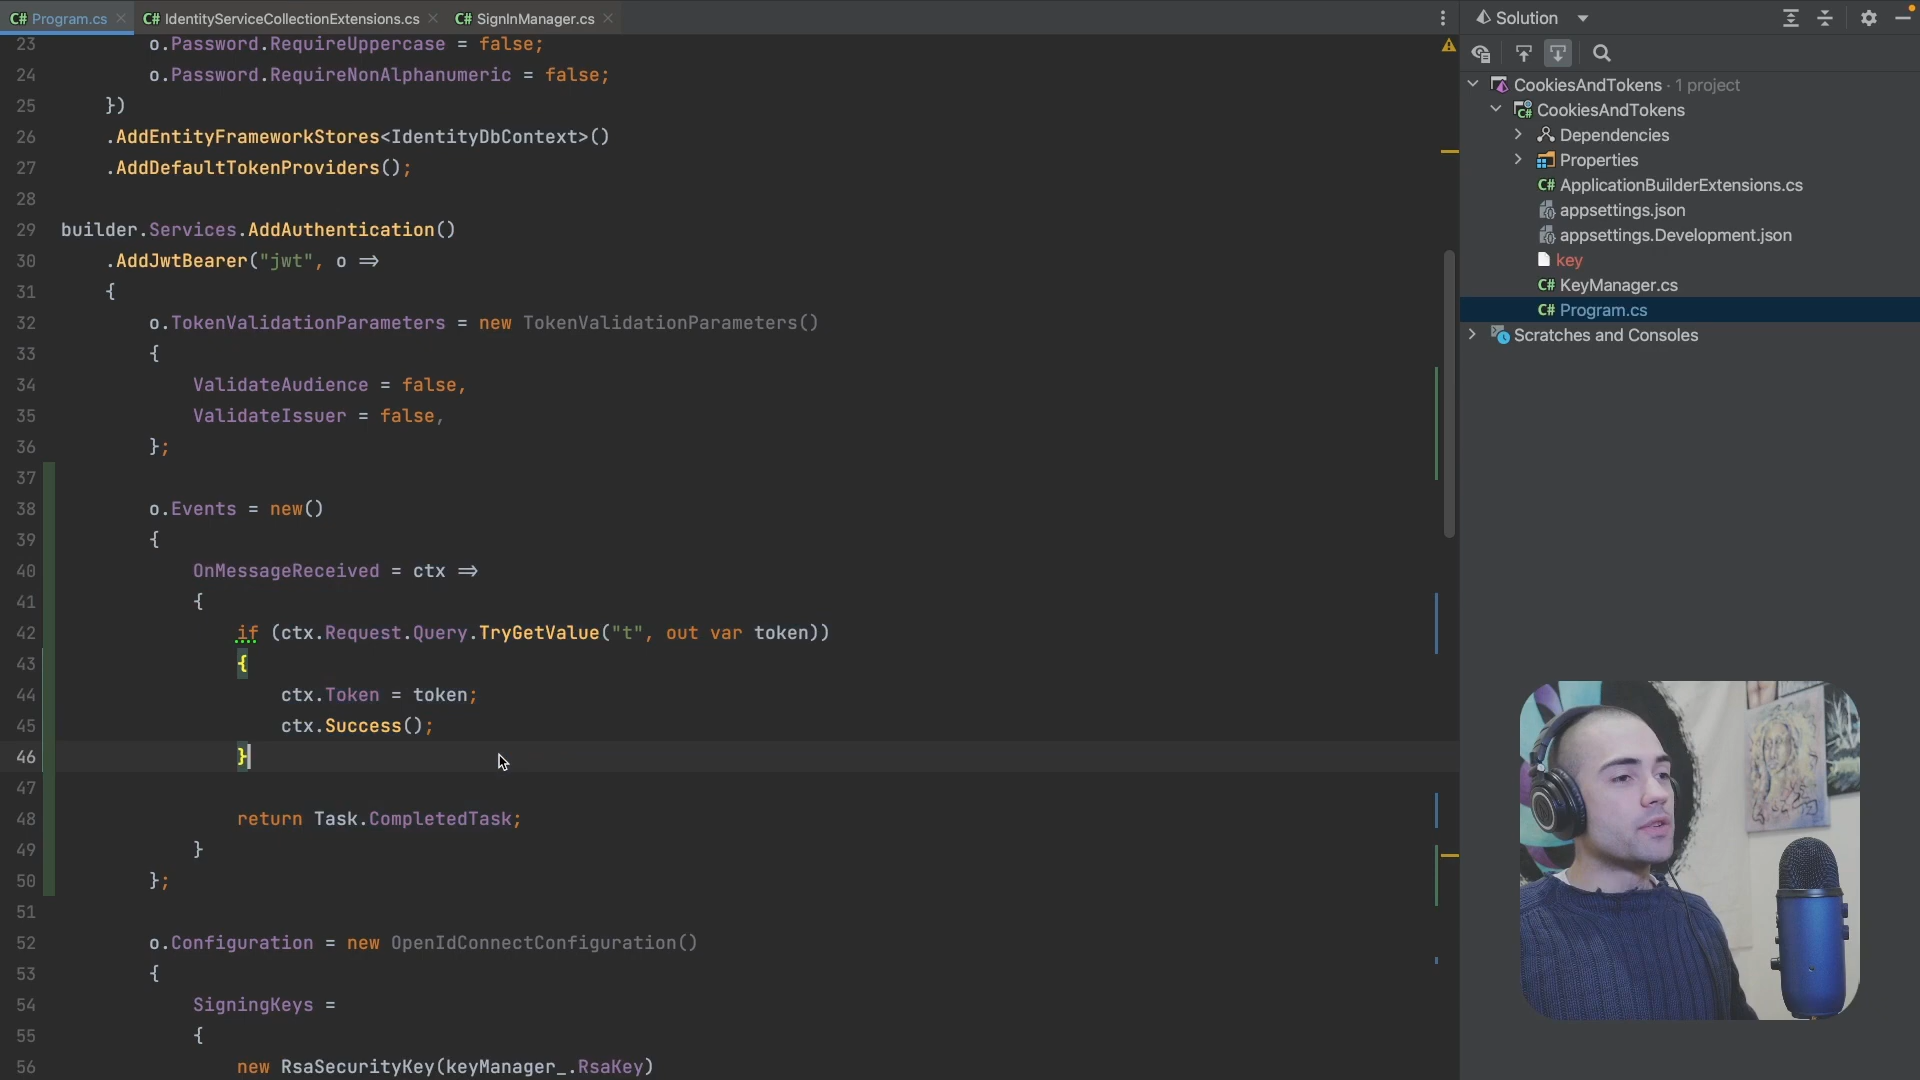 C# Program.cs
C# IdentityServiceCollectionExtensions.cs
C# SignInManager.cs
23 o.Password.RequireUppercase = false;
24 o.Password.RequireNonAlphanumeric = false;
25 })
26 .AddEntityFrameworkStores<IdentityDbContext>()
27 .AddDefaultTokenProviders();
28
29 builder.Services.AddAuthentication()
30 .AddJwtBearer("jwt", o =>
31 {
32 o.TokenValidationParameters = new TokenValidationParameters()
33 {
34 ValidateAudience = false,
35 ValidateIssuer = false,
36 };
37
38 o.Events = new()
39 {
40 OnMessageReceived = ctx =>
41 {
42 if (ctx.Request.Query.TryGetValue("t", out var token))
43 {
44 ctx.Token = token;
45 ctx.Success();
46 }
47
48 return Task.CompletedTask;
49 }
50 };
51
52 o.Configuration = new OpenIdConnectConfiguration()
53 {
54 SigningKeys =
55 {
56 new RsaSecurityKey(keyManager_.RsaKey)
Solution
CookiesAndTokens · 1 project
C# CookiesAndTokens
Dependencies
Properties
C# ApplicationBuilderExtensions.cs
appsettings.json
appsettings.Development.json
key
C# KeyManager.cs
C# Program.cs
Scratches and Consoles